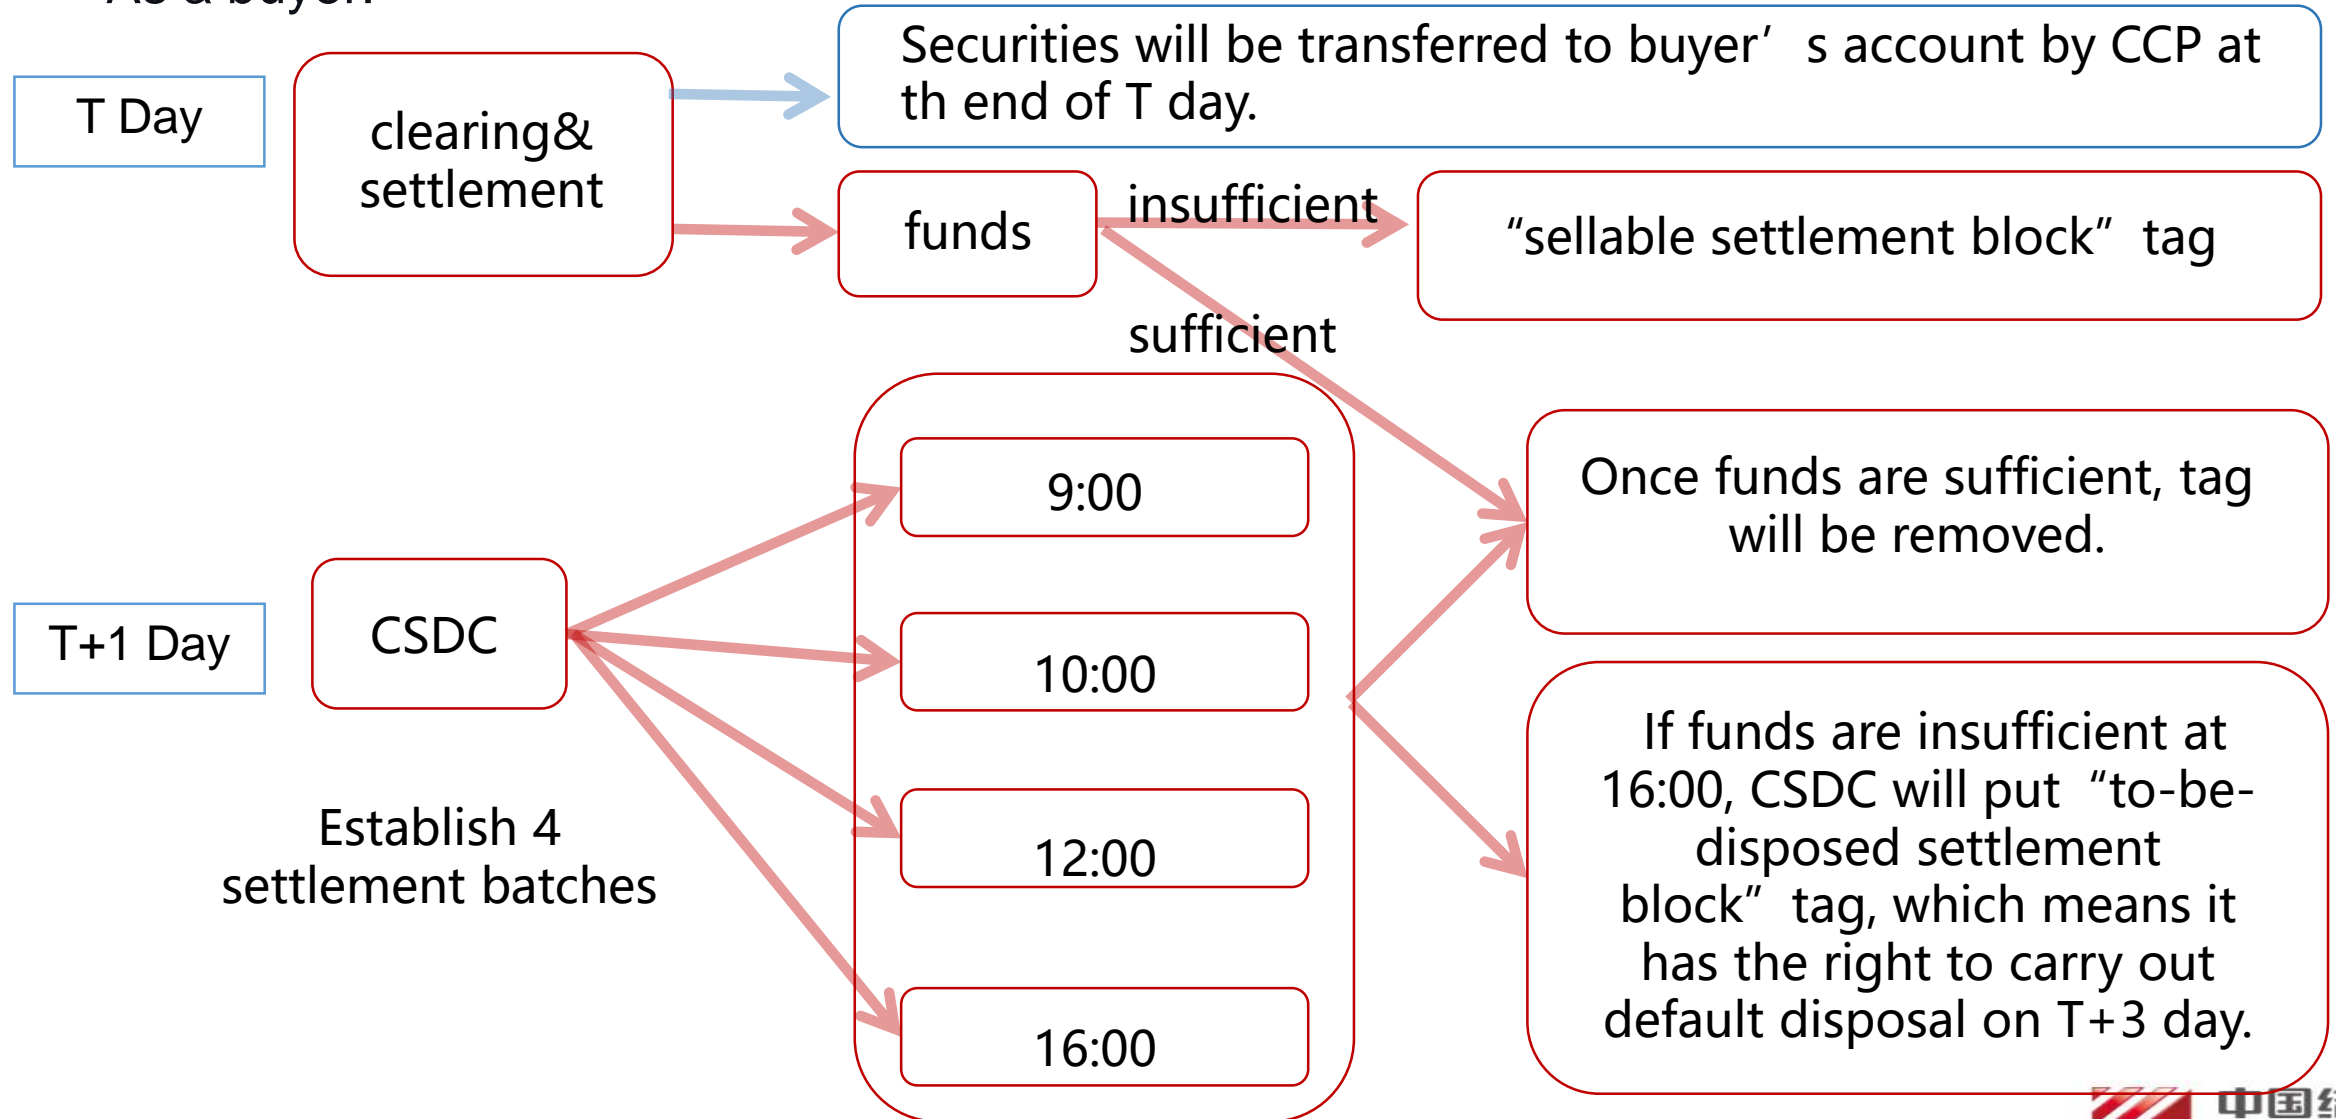 As a buyer:
T Day
clearing&
settlement
Securities will be transferred to buyer’ s account by CCP at
th end of T day.
funds
insufficient
“sellable settlement block” tag
sufficient
Once funds are sufficient, tag
will be removed.
T+1 Day
CSDC
Establish 4
settlement batches
9:00
10:00
12:00
16:00
If funds are insufficient at
16:00, CSDC will put “to-be-
disposed settlement
block” tag, which means it
has the right to carry out
default disposal on T+3 day.
中国